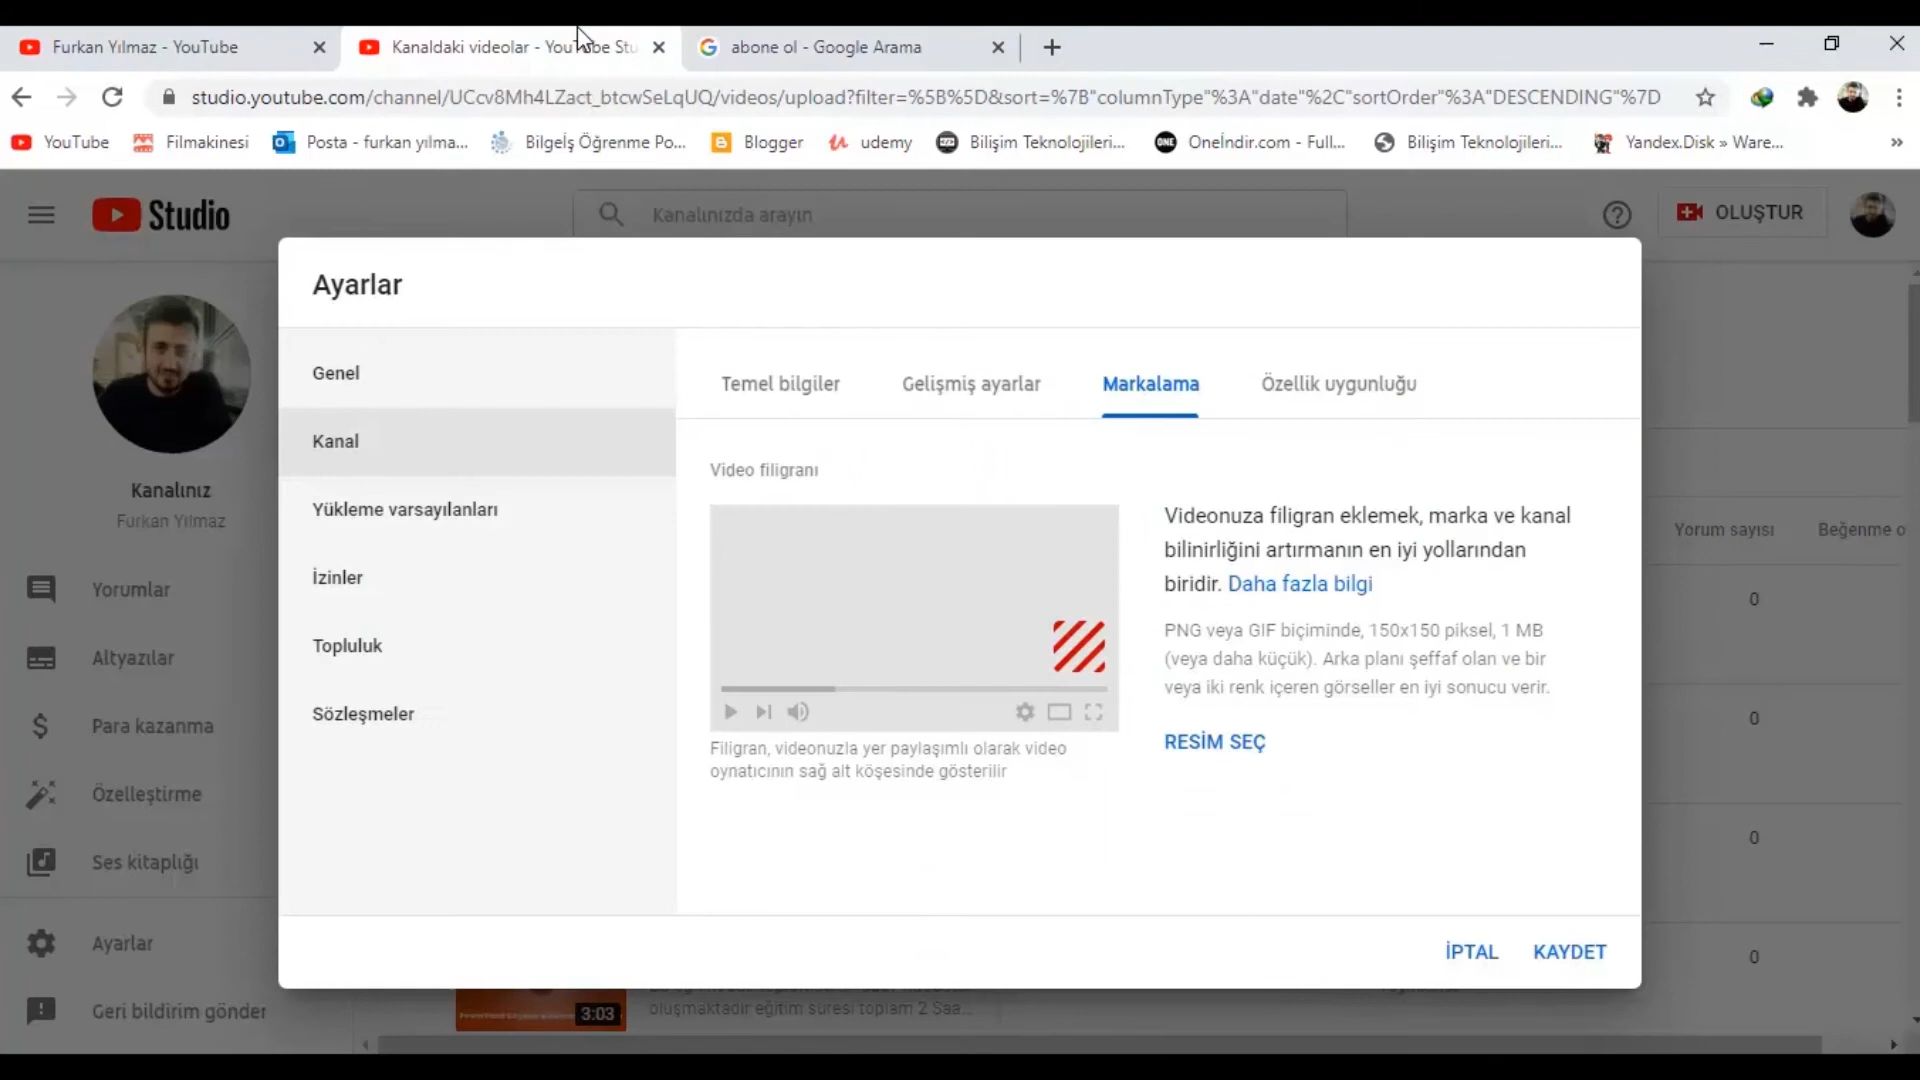 Furkan Yılmaz - YouTube
Kanaldaki videolar - YouTube Stu
abone ol - Google Arama
studio.youtube.com/channel/UCcv8Mh4LZact_btcwSeLqUQ/videos/upload?filter=%5B%5D&sort=%7B"columnType"%3A"date"%2C"sortOrder"%3A"DESCENDING"%7D
YouTube
Filmakinesi
Posta - furkan yılma...
Bilgeİş Öğrenme Po...
Blogger
udemy
Bilişim Teknolojileri...
Oneİndir.com - Full...
Bilişim Teknolojileri...
Yandex.Disk » Ware...
Studio
Kanalınızda arayın
OLUŞTUR
Ayarlar
Genel
Kanal
Yükleme varsayılanları
İzinler
Topluluk
Sözleşmeler
Temel bilgiler
Gelişmiş ayarlar
Markalama
Özellik uygunluğu
Video filigranı
Filigran, videonuzla yer paylaşımlı olarak video
oynatıcının sağ alt köşesinde gösterilir
Videonuza filigran eklemek, marka ve kanal
bilinirliğini artırmanın en iyi yollarından
biridir. Daha fazla bilgi
PNG veya GIF biçiminde, 150x150 piksel, 1 MB
(veya daha küçük). Arka planı şeffaf olan ve bir
veya iki renk içeren görseller en iyi sonucu verir.
RESİM SEÇ
İPTAL
KAYDET
Kanalınız
Furkan Yılmaz
Yorumlar
Altyazılar
Para kazanma
Özelleştirme
Ses kitaplığı
Ayarlar
Geri bildirim gönder
Yorum sayısı
Beğenme o
0
0
0
0
3:03
oluşmaktadır eğitim süresi toplam 2 Saa...